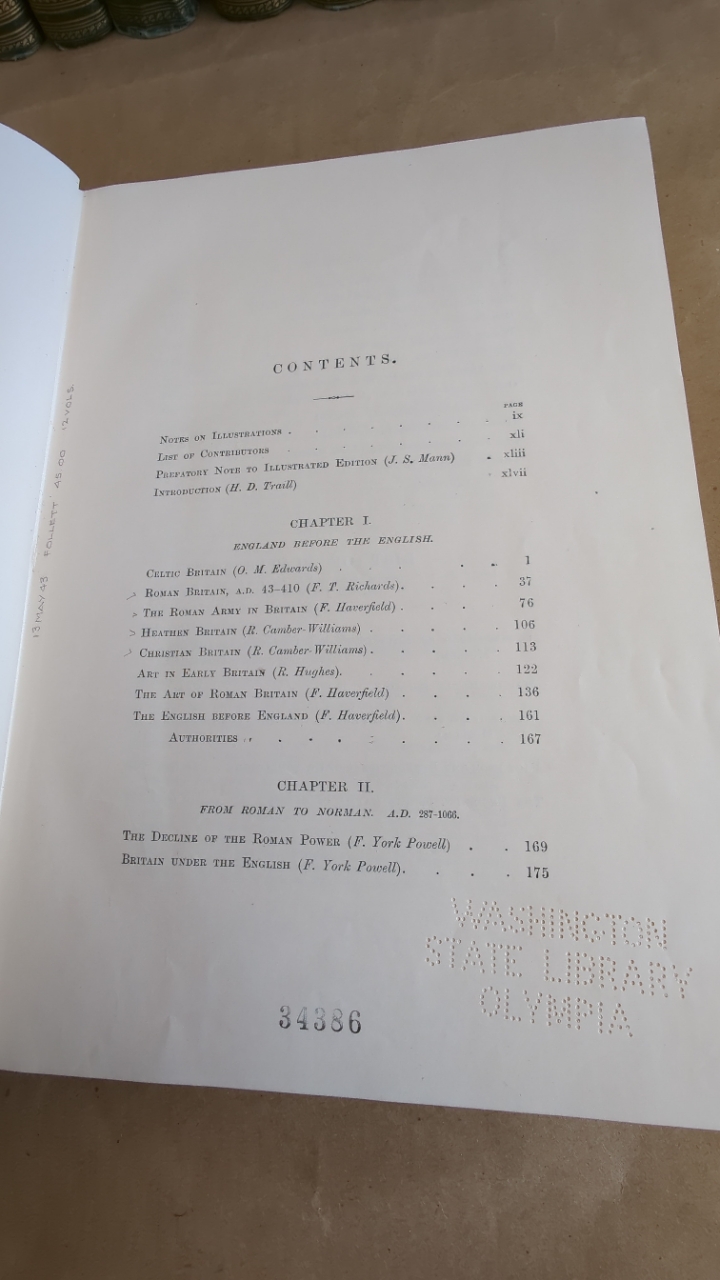 CONTENTS.
PAGE
NOTES ON ILLUSTRATIONS . . . . . . . ix
LIST OF CONTRIBUTORS . . . . . xli
PREFATORY NOTE TO ILLUSTRATED EDITION (J. S. Mann) . xliii
INTRODUCTION (H. D. Traill) . xlvii
CHAPTER I.
ENGLAND BEFORE THE ENGLISH.
CELTIC BRITAIN (O. M. Edwards) . . . . . 1
ROMAN BRITAIN, A.D. 43-410 (F. T. Richards). . . . 37
THE ROMAN ARMY IN BRITAIN (F. Haverfield) . . . 76
HEATHEN BRITAIN (R. Camber-Williams) . . . . 106
CHRISTIAN BRITAIN (R. Camber-Williams) . . . . 113
ART IN EARLY BRITAIN (R. Hughes). . . . . 122
THE ART OF ROMAN BRITAIN (F. Haverfield) . . . . 136
THE ENGLISH BEFORE ENGLAND (F. Haverfield). . . . 161
AUTHORITIES . . . . . . . . 167
CHAPTER II.
FROM ROMAN TO NORMAN. A.D. 287-1066.
THE DECLINE OF THE ROMAN POWER (F. York Powell) . . 169
BRITAIN UNDER THE ENGLISH (F. York Powell). . . . 175
WASHINGTON
STATE LIBRARY
OLYMPIA
34386
13 MAY 43 FOLLETT 45.00 12 VOLS